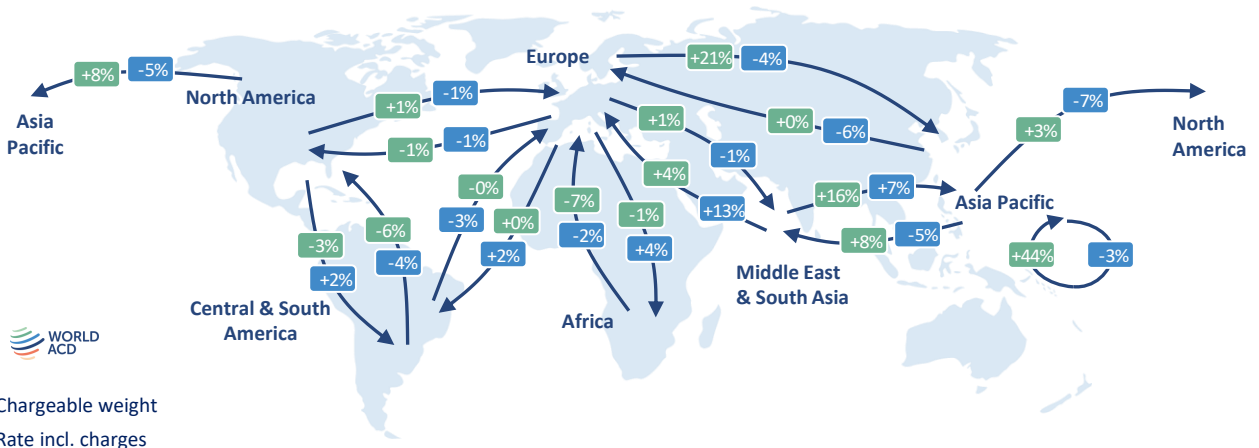 Europe
+21%
-4%
+8%
-5%
North America
Asia
Pacific
+1%
-1%
-1%
-1%
+1%
-1%
+0%
-6%
-7%
+3%
North
America
+4%
+13%
+16%
+7%
Asia Pacific
+8%
-5%
+44%
-3%
-0%
-3%
+0%
+2%
-7%
-2%
-1%
+4%
-3%
+2%
-6%
-4%
Middle East
& South Asia
Central & South
America
Africa
WORLD
ACD
Chargeable weight
Rate incl. charges